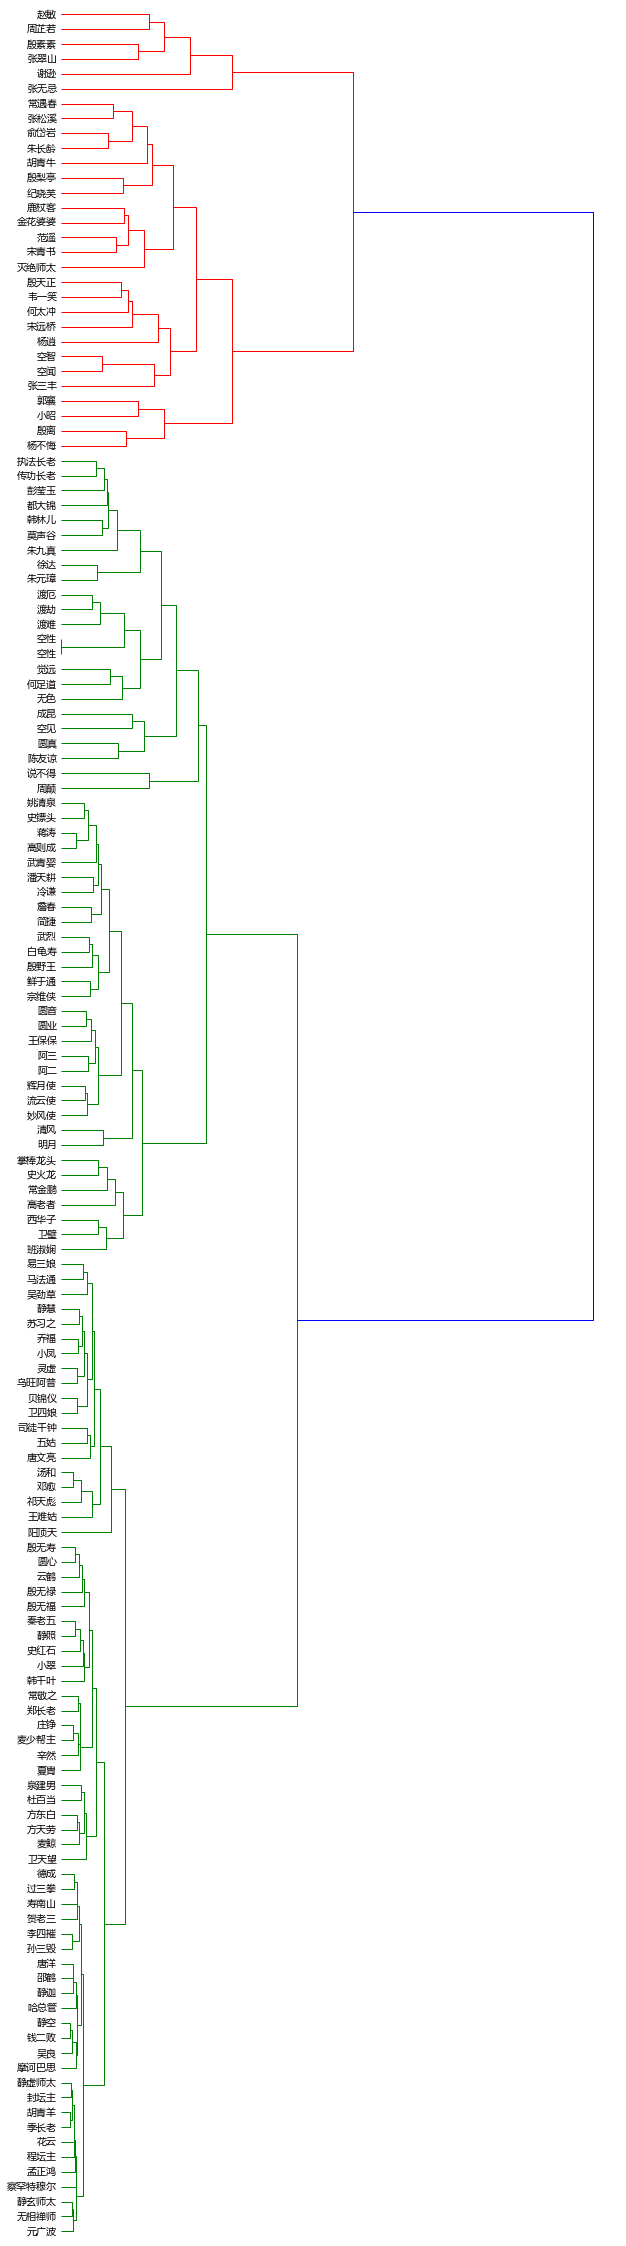 赵敏
周芷若
殷素素
张翠山
谢逊
张无忌
常遇春
张松溪
俞岱岩
朱长龄
胡青牛
殷梨亭
纪晓芙
鹿杖客
金花婆婆
范遥
宋青书
灭绝师太
殷天正
韦一笑
何太冲
宋远桥
杨逍
空智
空闻
张三丰
郭襄
小昭
殷离
杨不悔
执法长老
传功长老
彭莹玉
都大锦
韩林儿
莫声谷
朱九真
徐达
朱元璋
渡厄
渡劫
渡难
空性
空性
觉远
何足道
无色
成昆
空见
圆真
陈友谅
说不得
周颠
姚清泉
史镖头
蒋涛
高则成
武青婴
潘天耕
冷谦
詹春
简捷
武烈
白龟寿
殷野王
鲜于通
宗维侠
圆音
圆业
王保保
阿三
阿二
辉月使
流云使
妙风使
清风
明月
掌棒龙头
史火龙
常金鹏
高老者
西华子
卫璧
班淑娴
易三娘
马法通
吴劲草
静慧
苏习之
乔福
小凤
灵虚
乌旺阿普
贝锦仪
卫四娘
司徒千钟
五姑
唐文亮
汤和
邓愈
祁天彪
王难姑
阳顶天
殷无寿
圆心
云鹤
殷无禄
殷无福
秦老五
静照
史红石
小翠
韩千叶
常敬之
郑长老
庄铮
麦少帮主
辛然
夏胄
泉建男
杜百当
方东白
方天劳
麦鲸
卫天望
德成
过三拳
寿南山
贺老三
李四摧
孙三毁
唐洋
邵鹤
静迦
哈总管
静空
钱二败
吴良
摩诃巴思
静虚师太
封坛主
胡青羊
季长老
花云
程坛主
孟正鸿
察罕特穆尔
静玄师太
无相禅师
元广波